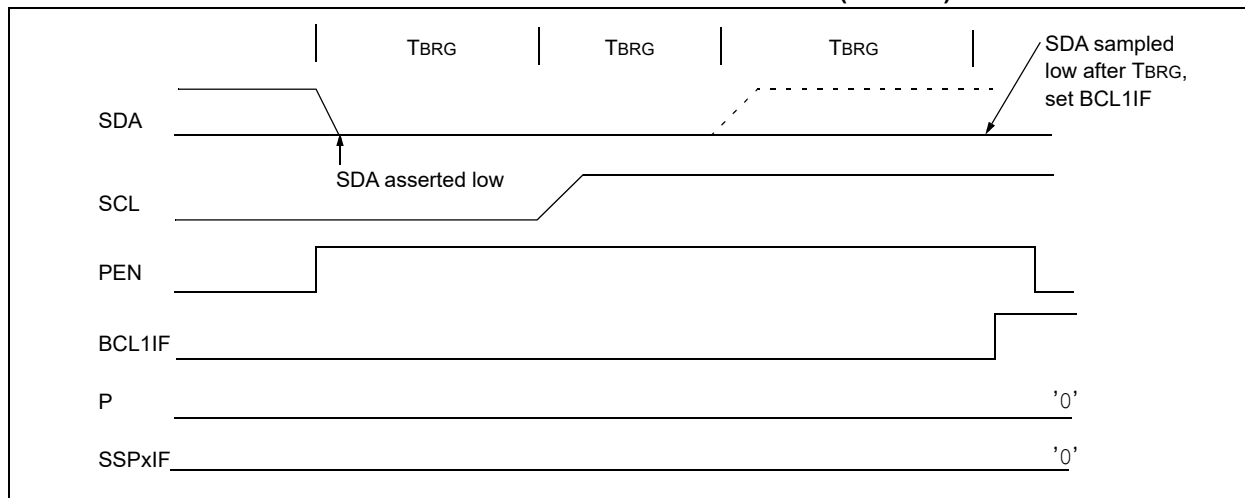 TBRG TBRG TBRG
SDA sampled
low after TBRG,
set BCL1IF
SDA
SDA asserted low
SCL
PEN
BCL1IF
P '0'
SSPxIF '0'